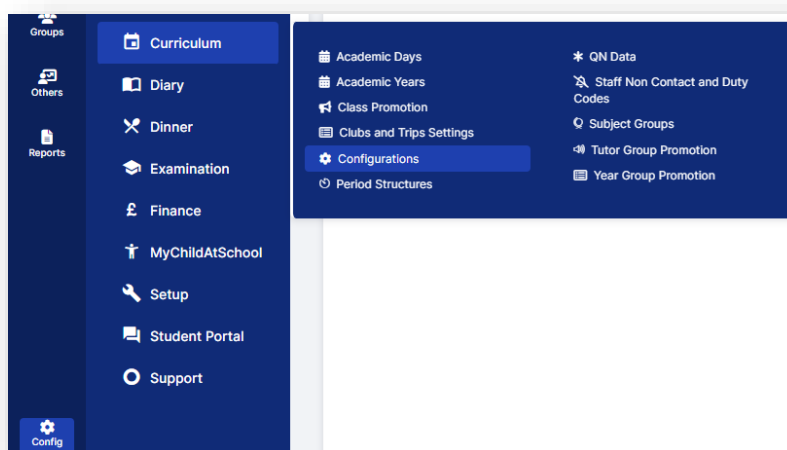 Groups
Others
Reports
Config
Curriculum
Diary
Dinner
Examination
£ Finance
MyChildAtSchool
Setup
Student Portal
Support
Academic Days
Academic Years
Class Promotion
Clubs and Trips Settings
Configurations
Period Structures
QN Data
Staff Non Contact and Duty
Codes
Subject Groups
Tutor Group Promotion
Year Group Promotion